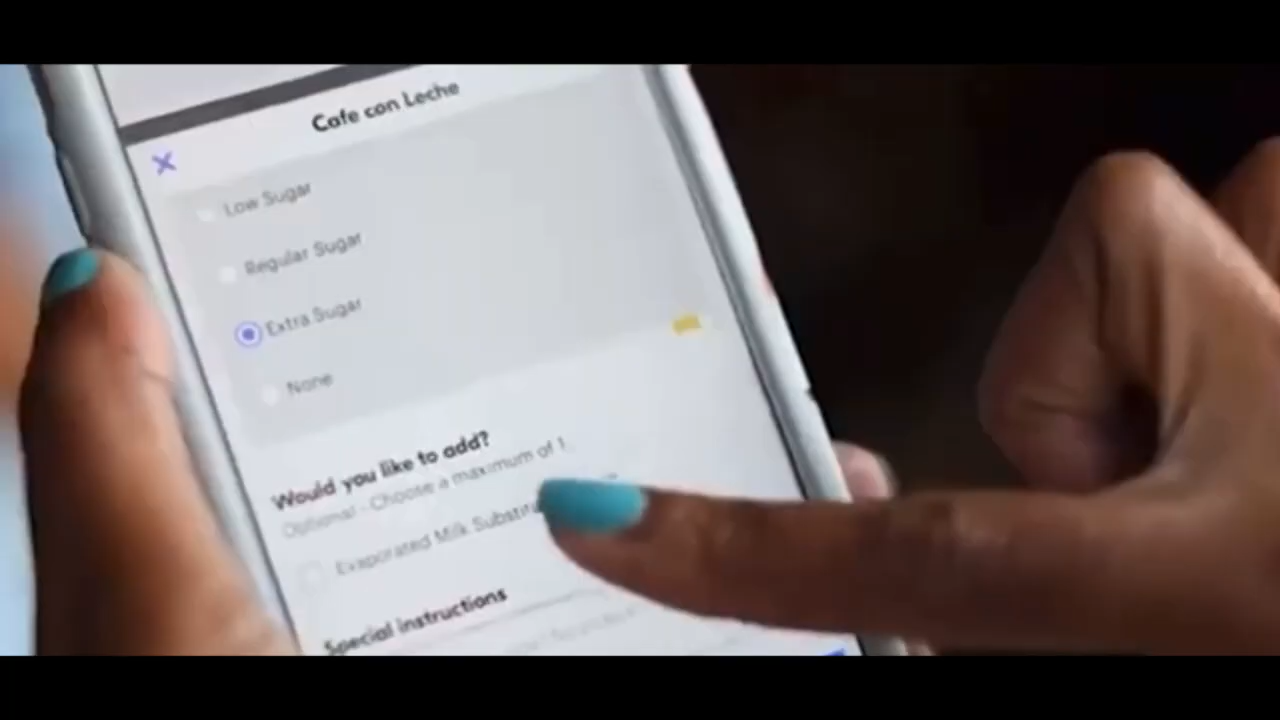 Cafe con Leche
Low Sugar
Regular Sugar
Extra Sugar
None
Would you like to add?
Optional - Choose a maximum of 1
Evaporated Milk
Special instructions